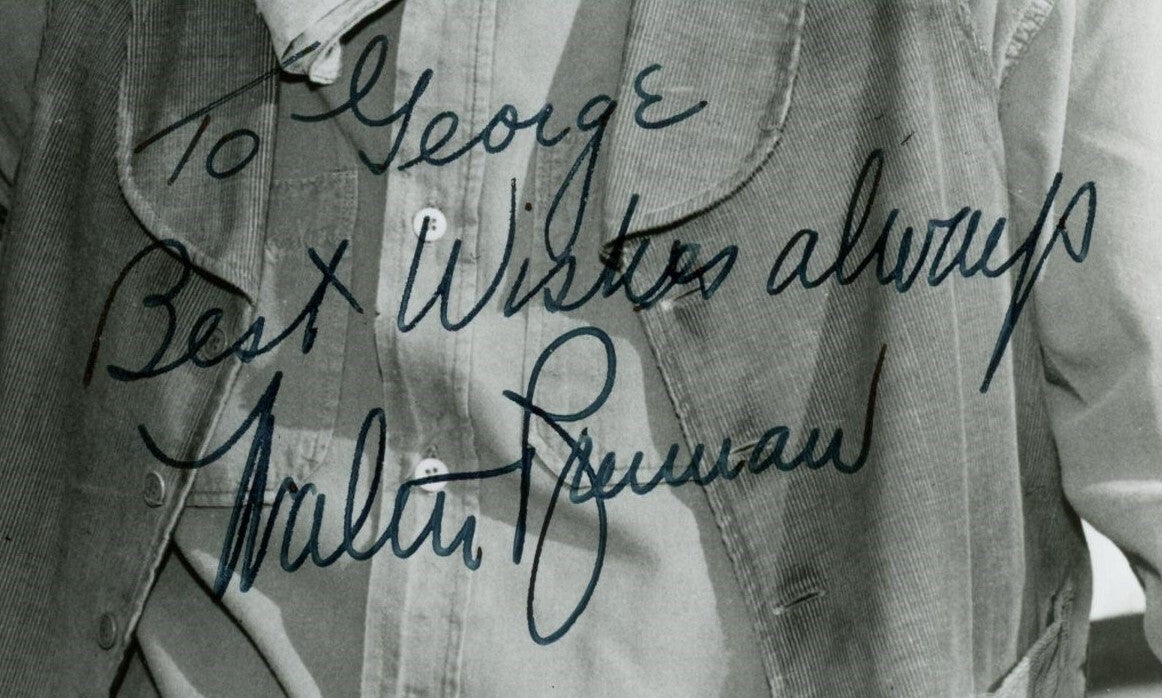 To George
Best Wishes always
Walter Brennan